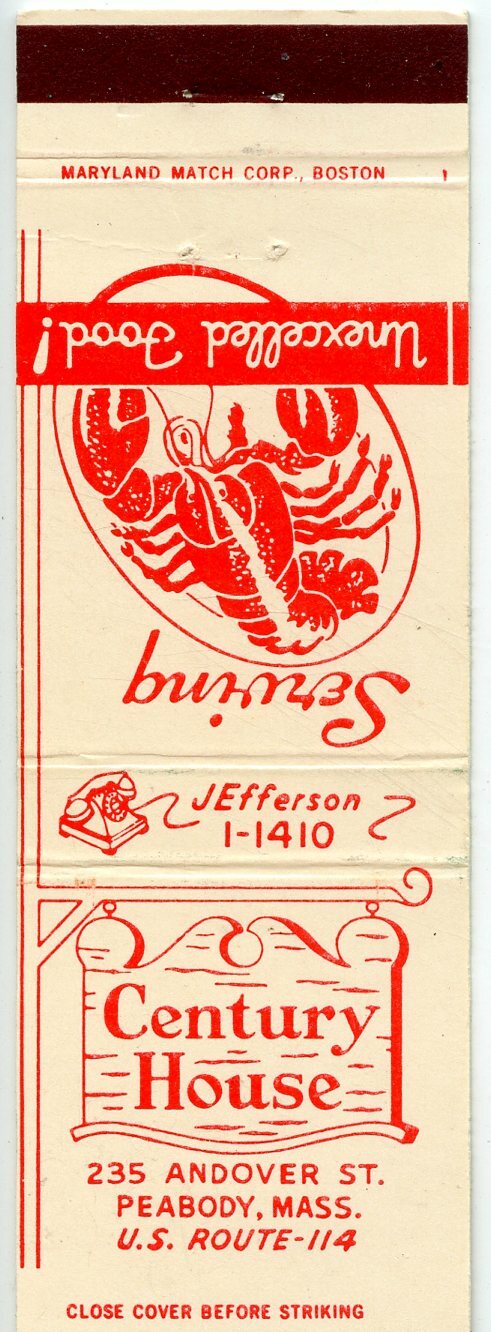 MARYLAND MATCH CORP., BOSTON
Serving
Unexcelled Food!
JEfferson
1-1410
Century
House
235 ANDOVER ST.
PEABODY, MASS.
U.S. ROUTE-114
CLOSE COVER BEFORE STRIKING